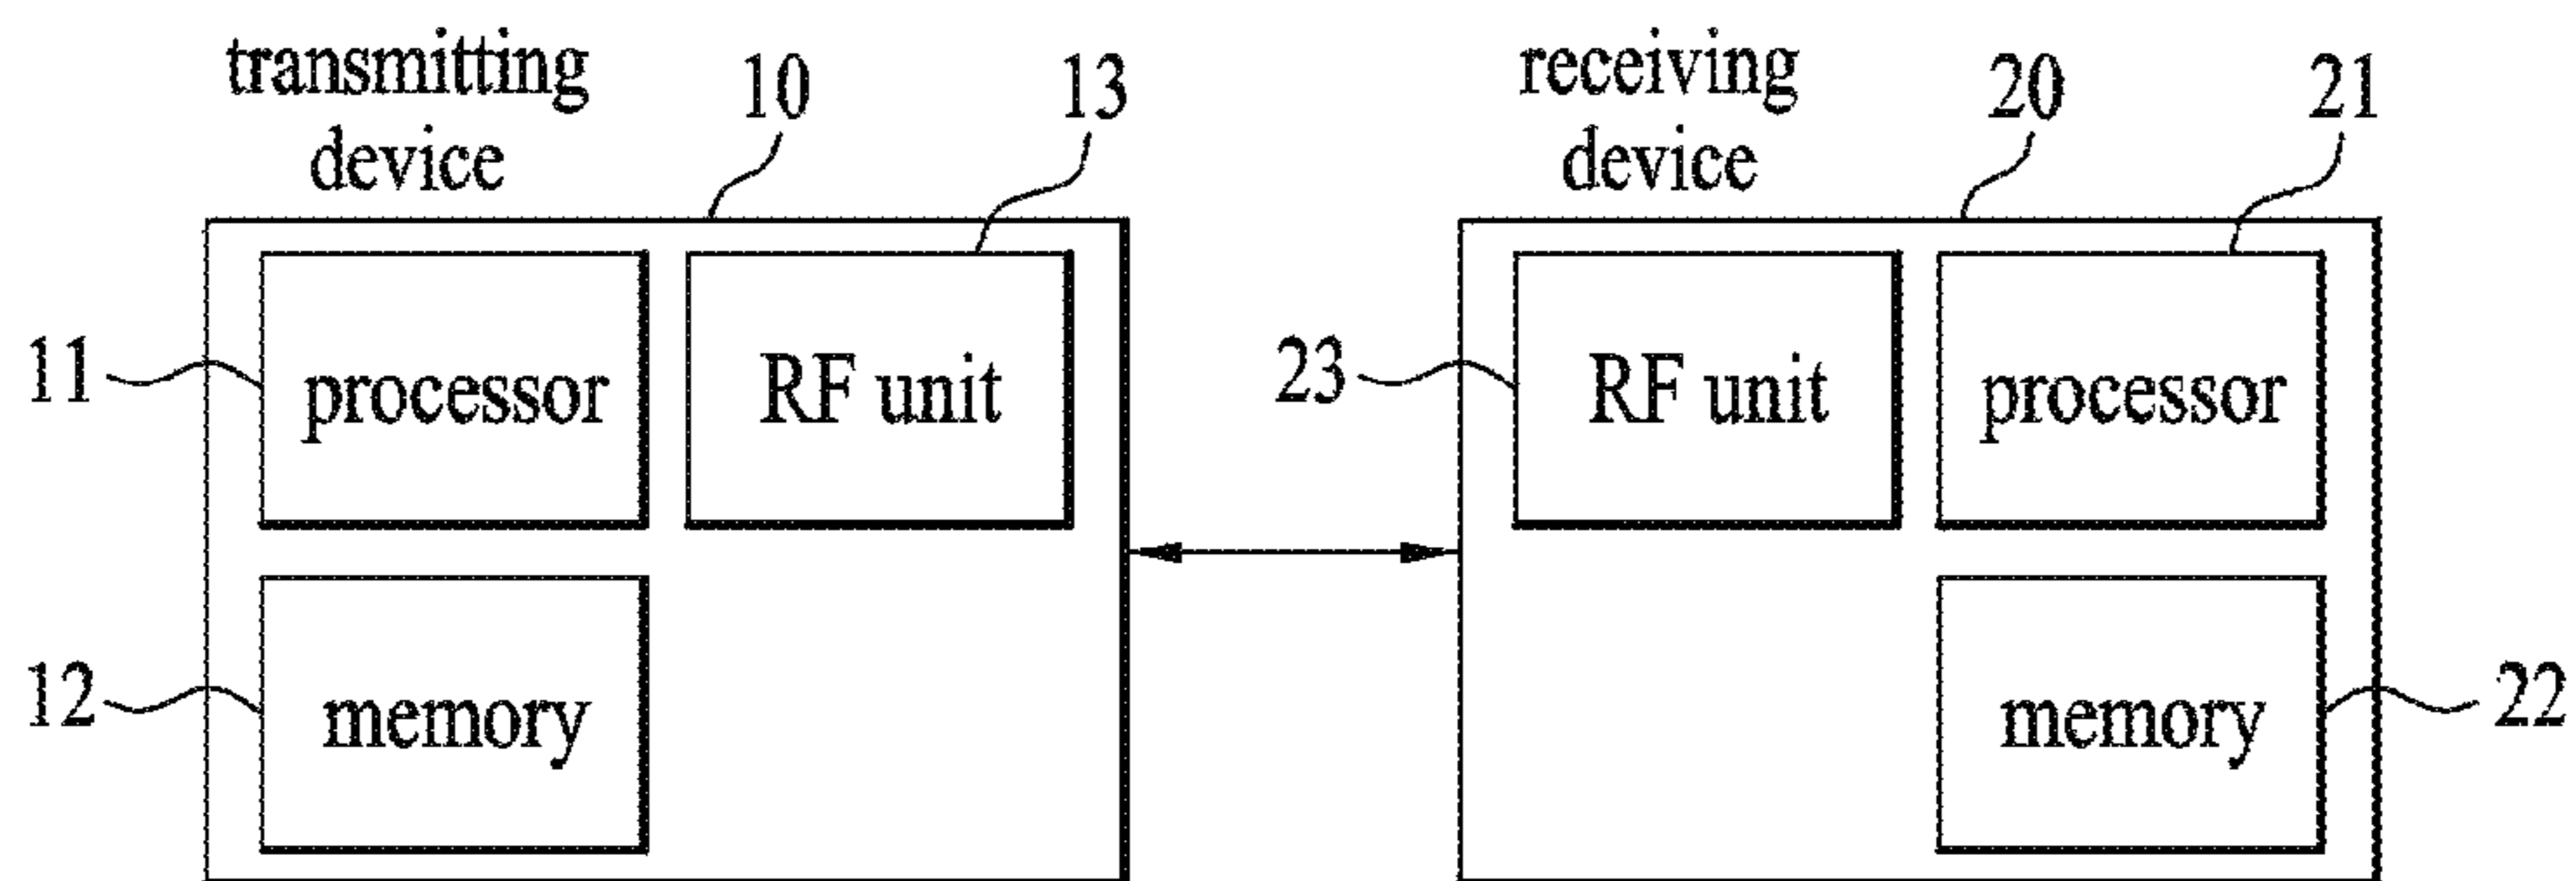 transmitting
device
10
13
receiving
device
20
21
11
processor
RF unit
23
RF unit
processor
12
memory
memory
22